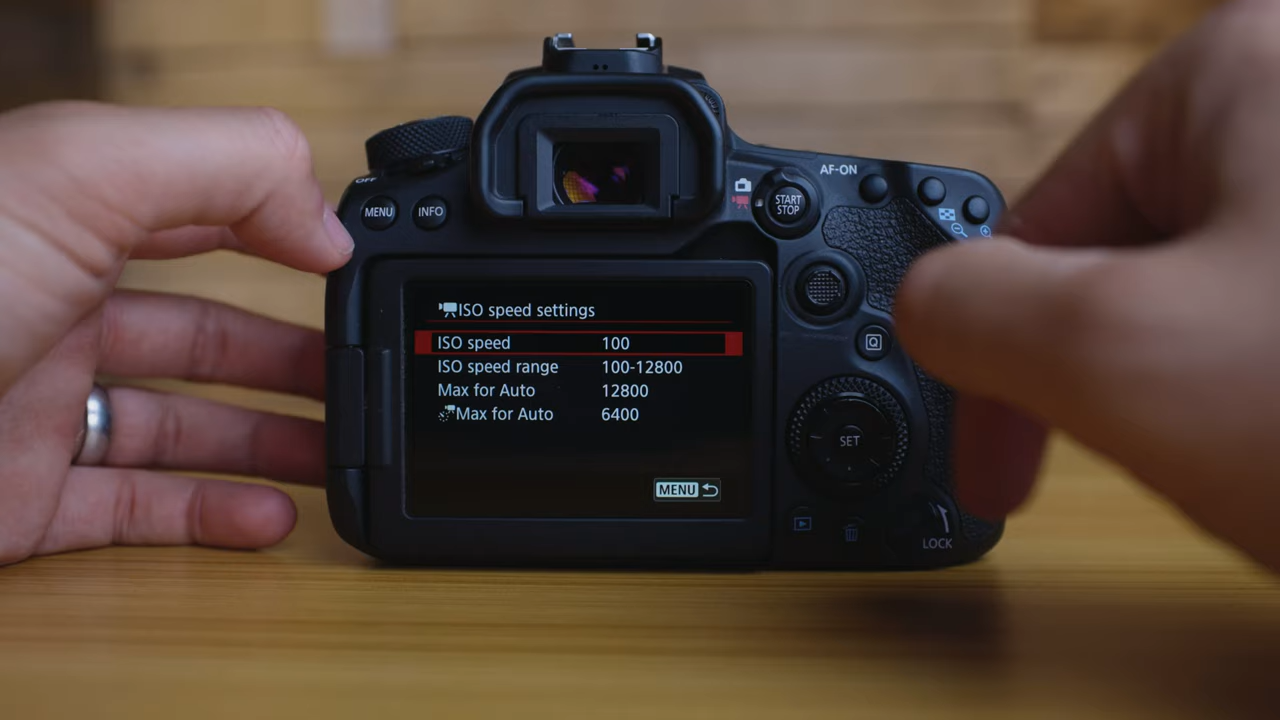 OFF
MENU
INFO
START
STOP
AF-ON
ISO speed settings
ISO speed 100
ISO speed range 100-12800
Max for Auto 12800
Max for Auto 6400
MENU
Q
SET
LOCK